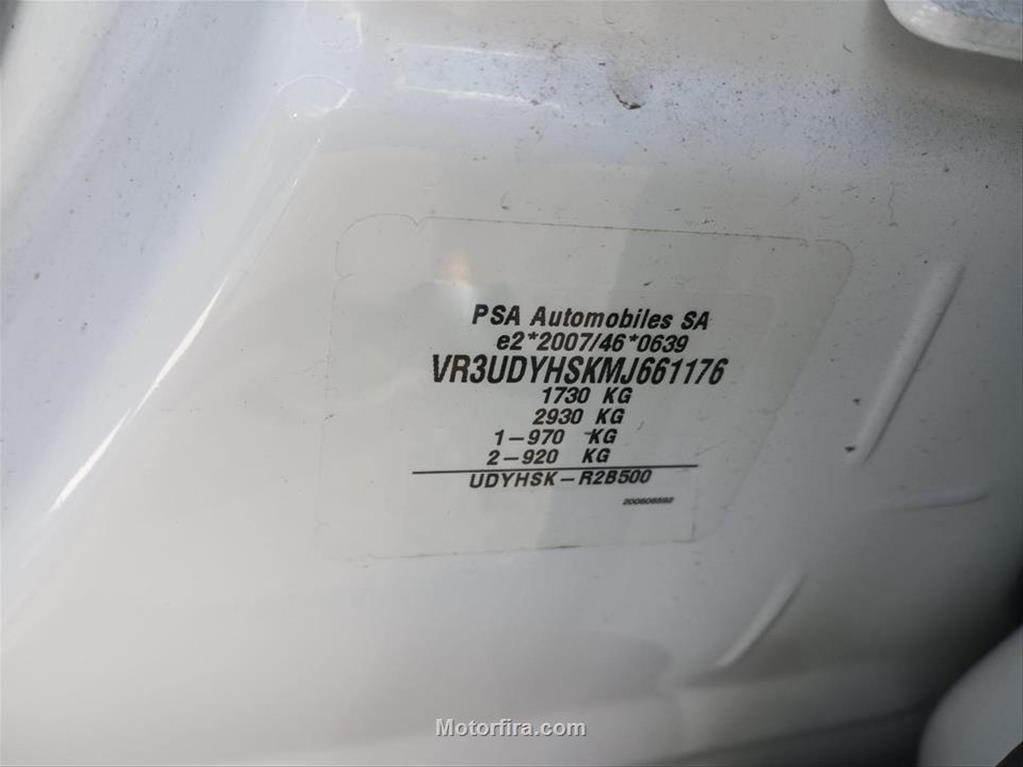 PSA Automobiles SA
e2*2007/46*0639
VR3UDYHSKMJ661176
1730 KG
2930 KG
1-970 KG
2-920 KG
UDYHSK-R2B500
200608592
Motorfira.com